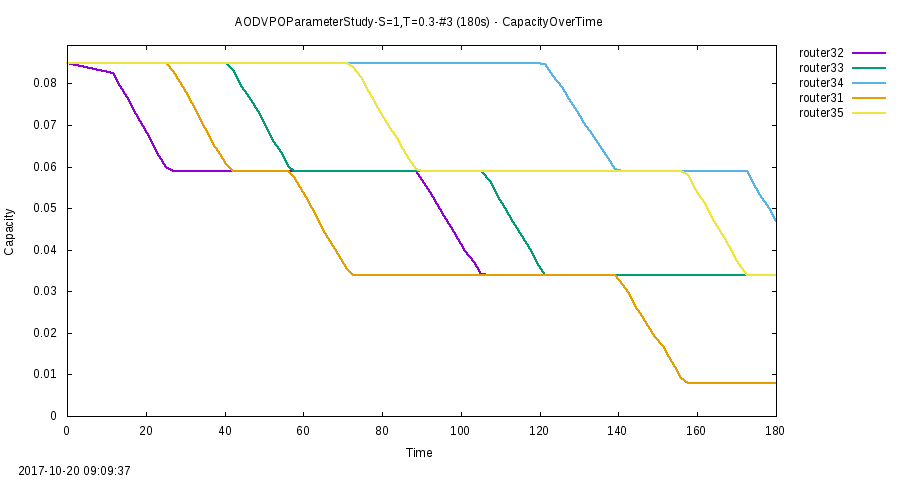 AODVPOParameterStudy-S=1,T=0.3-#3 (180s) - CapacityOverTime
router32
router33
router34
router31
router35
0.08
0.07
0.06
0.05
0.04
0.03
0.02
0.01
0
Capacity
0 20 40 60 80 100 120 140 160 180
Time
2017-10-20 09:09:37